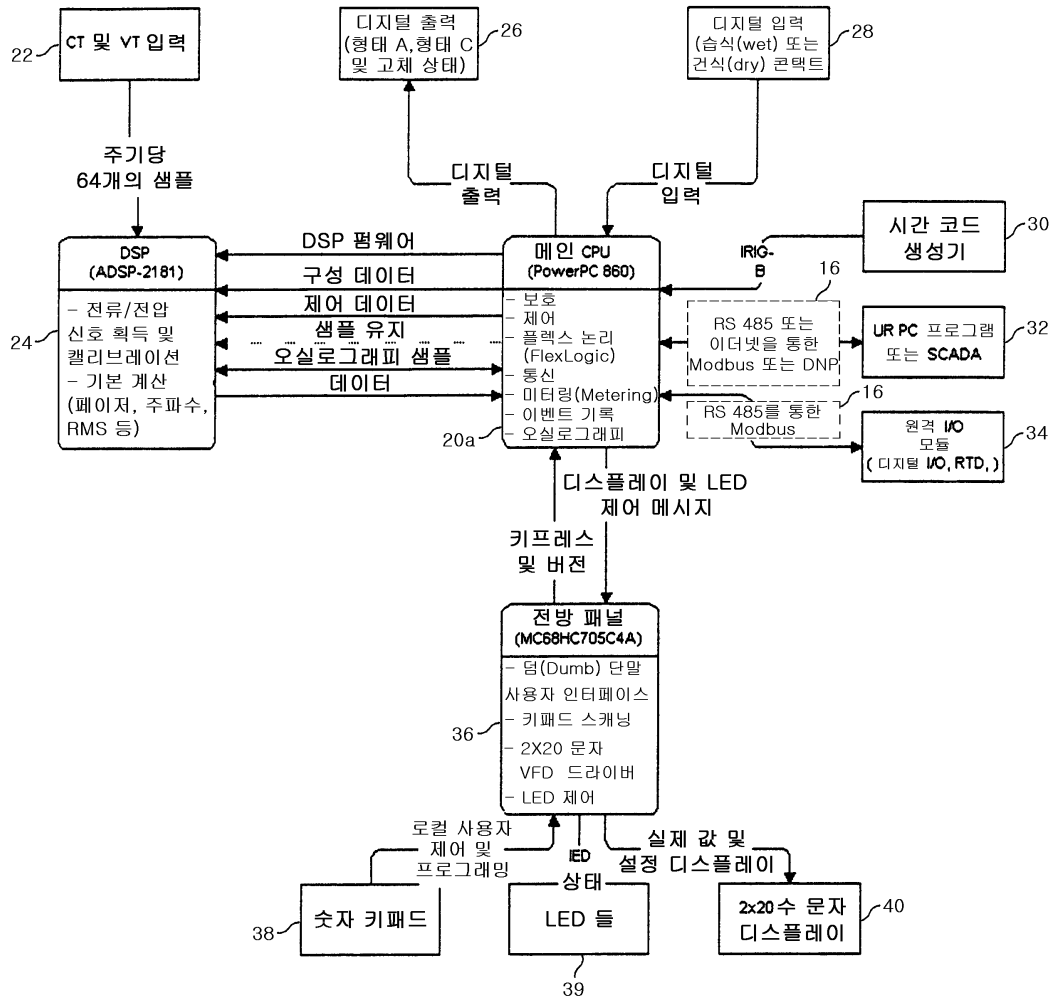 22
CT 및 VT 입력
디지털 출력
(형태 A,형태 C
및 고체 상태)
26
디지털 입력
(습식(wet) 또는
건식(dry) 콘택트
28
주기당
64개의 샘플
디지털
출력
디지털
입력
DSP
(ADSP-2181)
- 전류/전압
신호 획득 및
캘리브레이션
- 기본 계산
(페이저, 주파수,
RMS 등)
24
DSP 펌웨어
구성 데이터
제어 데이터
샘플 유지
오실로그래피 샘플
데이터
메인 CPU
(PowerPC 860)
- 보호
- 제어
- 플렉스 논리
(FlexLogic)
- 통신
- 미터링(Metering)
- 이벤트 기록
- 오실로그래피
20a
IRIG-
B
시간 코드
생성기
30
16
RS 485 또는
이더넷을 통한
Modbus 또는 DNP
UR PC 프로그램
또는 SCADA
32
16
RS 485를 통한
Modbus
원격 I/O
모듈
( 디지털 I/O, RTD, )
34
디스플레이 및 LED
제어 메시지
키프레스
및 버전
전방 패널
(MC68HC705C4A)
- 덤(Dumb) 단말
사용자 인터페이스
- 키패드 스캐닝
- 2X20 문자
VFD 드라이버
- LED 제어
36
로컬 사용자
제어 및
프로그래밍
IED
상태
실제 값 및
설정 디스플레이
숫자 키패드
38
LED 들
39
2x20 수 문자
디스플레이
40